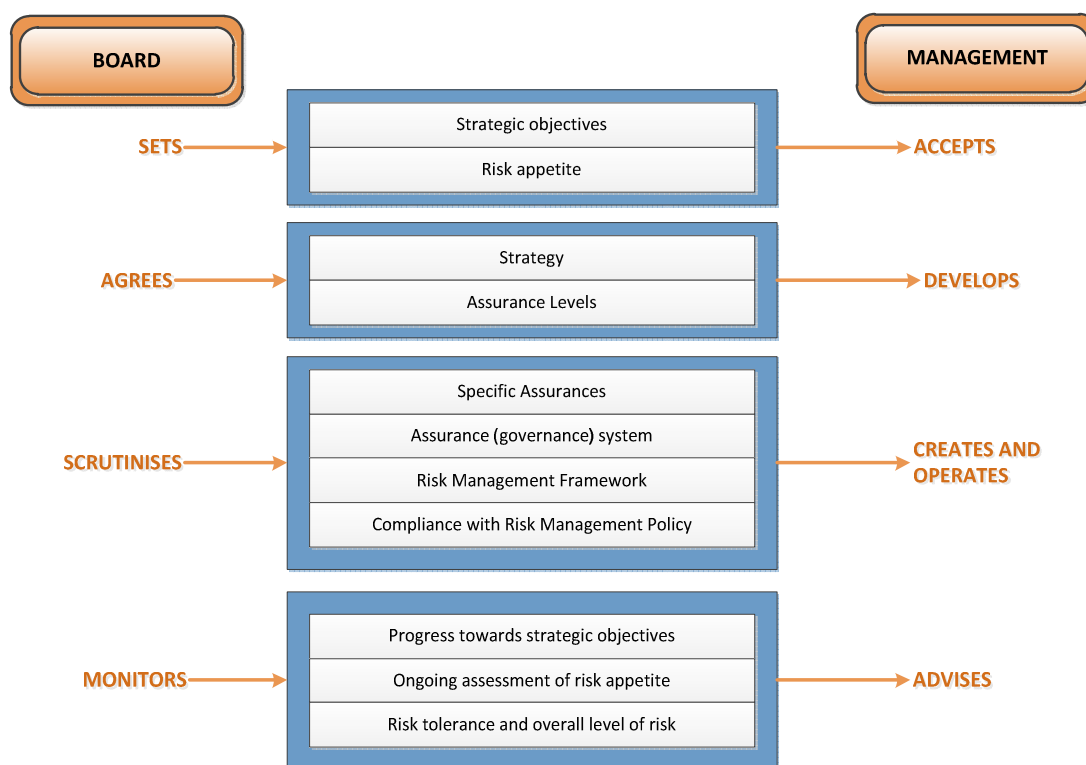 BOARD
MANAGEMENT
SETS
Strategic objectives
Risk appetite
ACCEPTS
AGREES
Strategy
Assurance Levels
DEVELOPS
SCRUTINISES
Specific Assurances
Assurance (governance) system
Risk Management Framework
Compliance with Risk Management Policy
CREATES AND
OPERATES
MONITORS
Progress towards strategic objectives
Ongoing assessment of risk appetite
Risk tolerance and overall level of risk
ADVISES